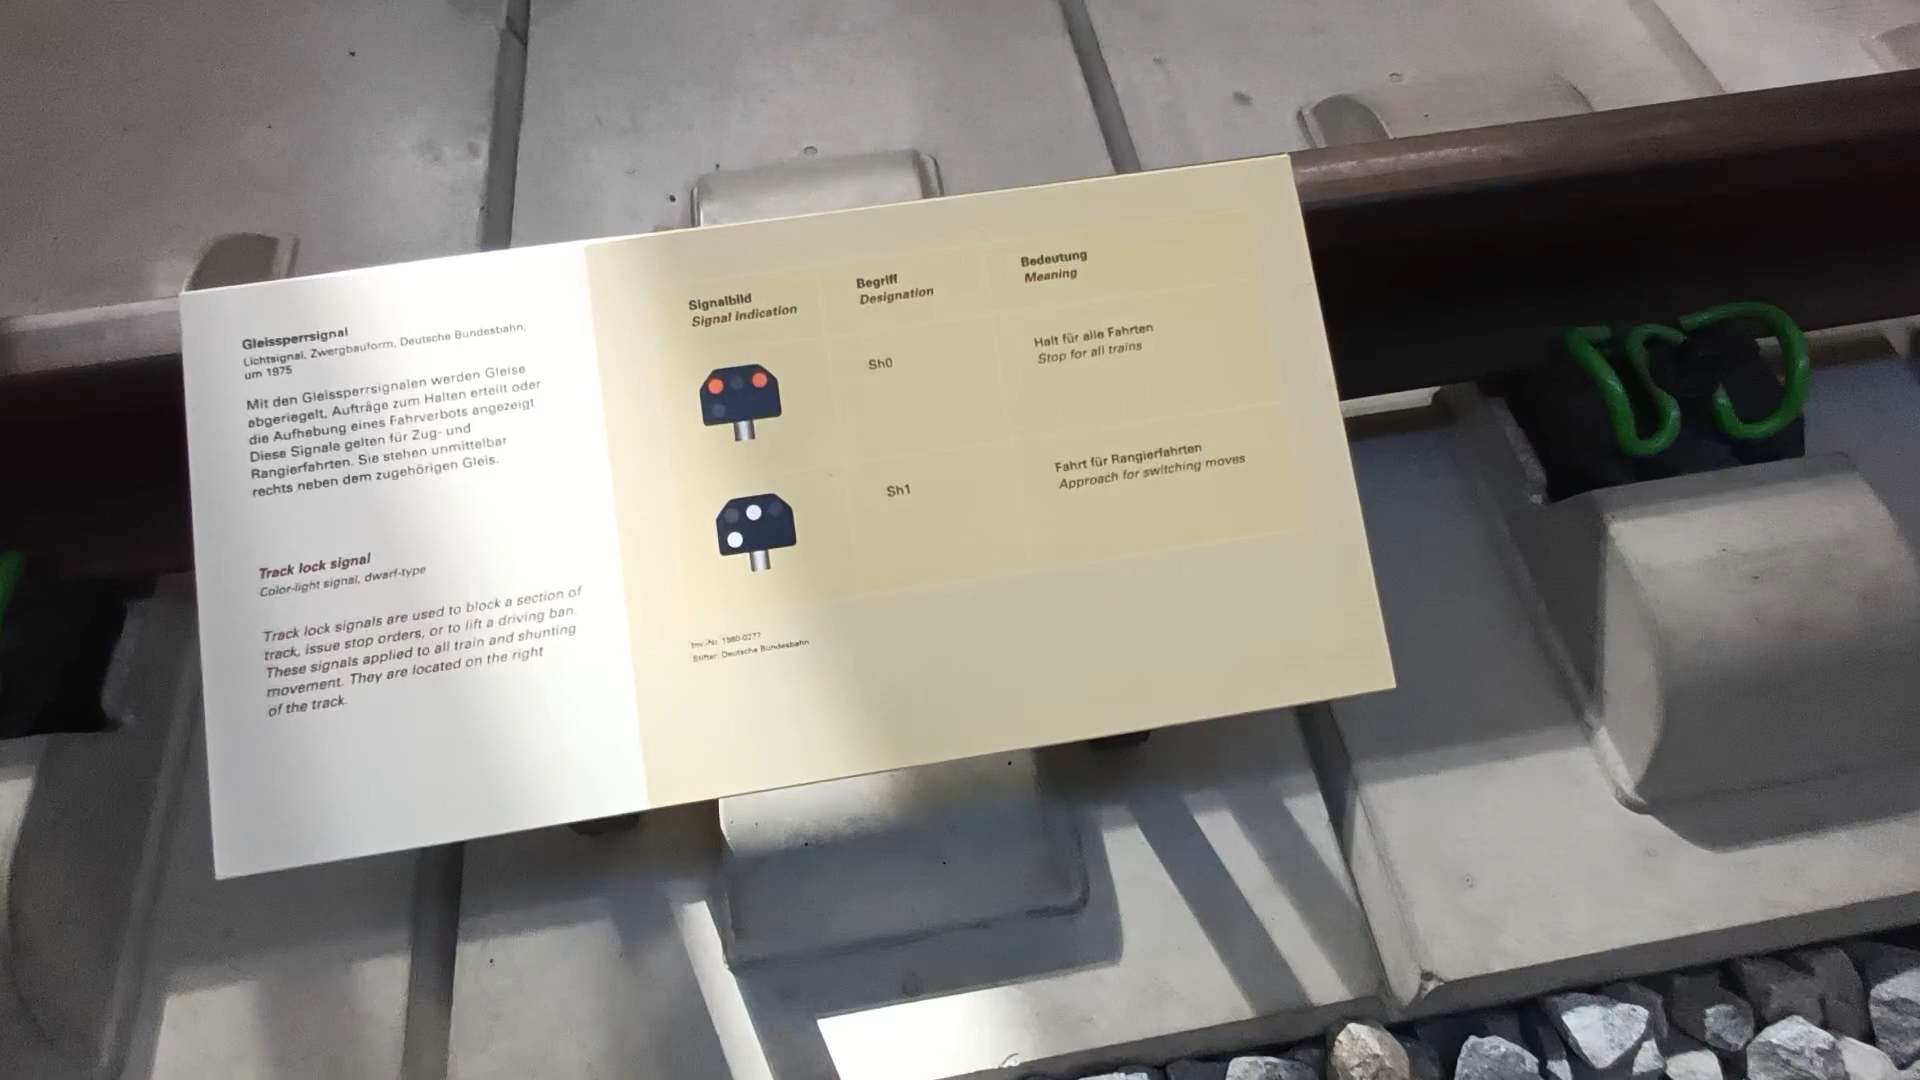 Gleissperrsignal
Lichtsignal, Zwergbauform, Deutsche Bundesbahn,
um 1975
Mit den Gleissperrsignalen werden Gleise
abgeriegelt, Aufträge zum Halten erteilt oder
die Aufhebung eines Fahrverbots angezeigt
Diese Signale gelten für Zug- und
Rangierfahrten. Sie stehen unmittelbar
rechts neben dem zugehörigen Gleis.
Track lock signal
Color-light signal, dwarf-type
Track lock signals are used to block a section of
track, issue stop orders, or to lift a driving ban.
These signals applied to all train and shunting
movement. They are located on the right
of the track.
Signalbild
Signal Indication
Begriff
Designation
Bedeutung
Meaning
Sh0
Halt für alle Fahrten
Stop for all trains
Sh1
Fahrt für Rangierfahrten
Approach for switching moves
Inv.-Nr. 1980-0277
Stifter: Deutsche Bundesbahn